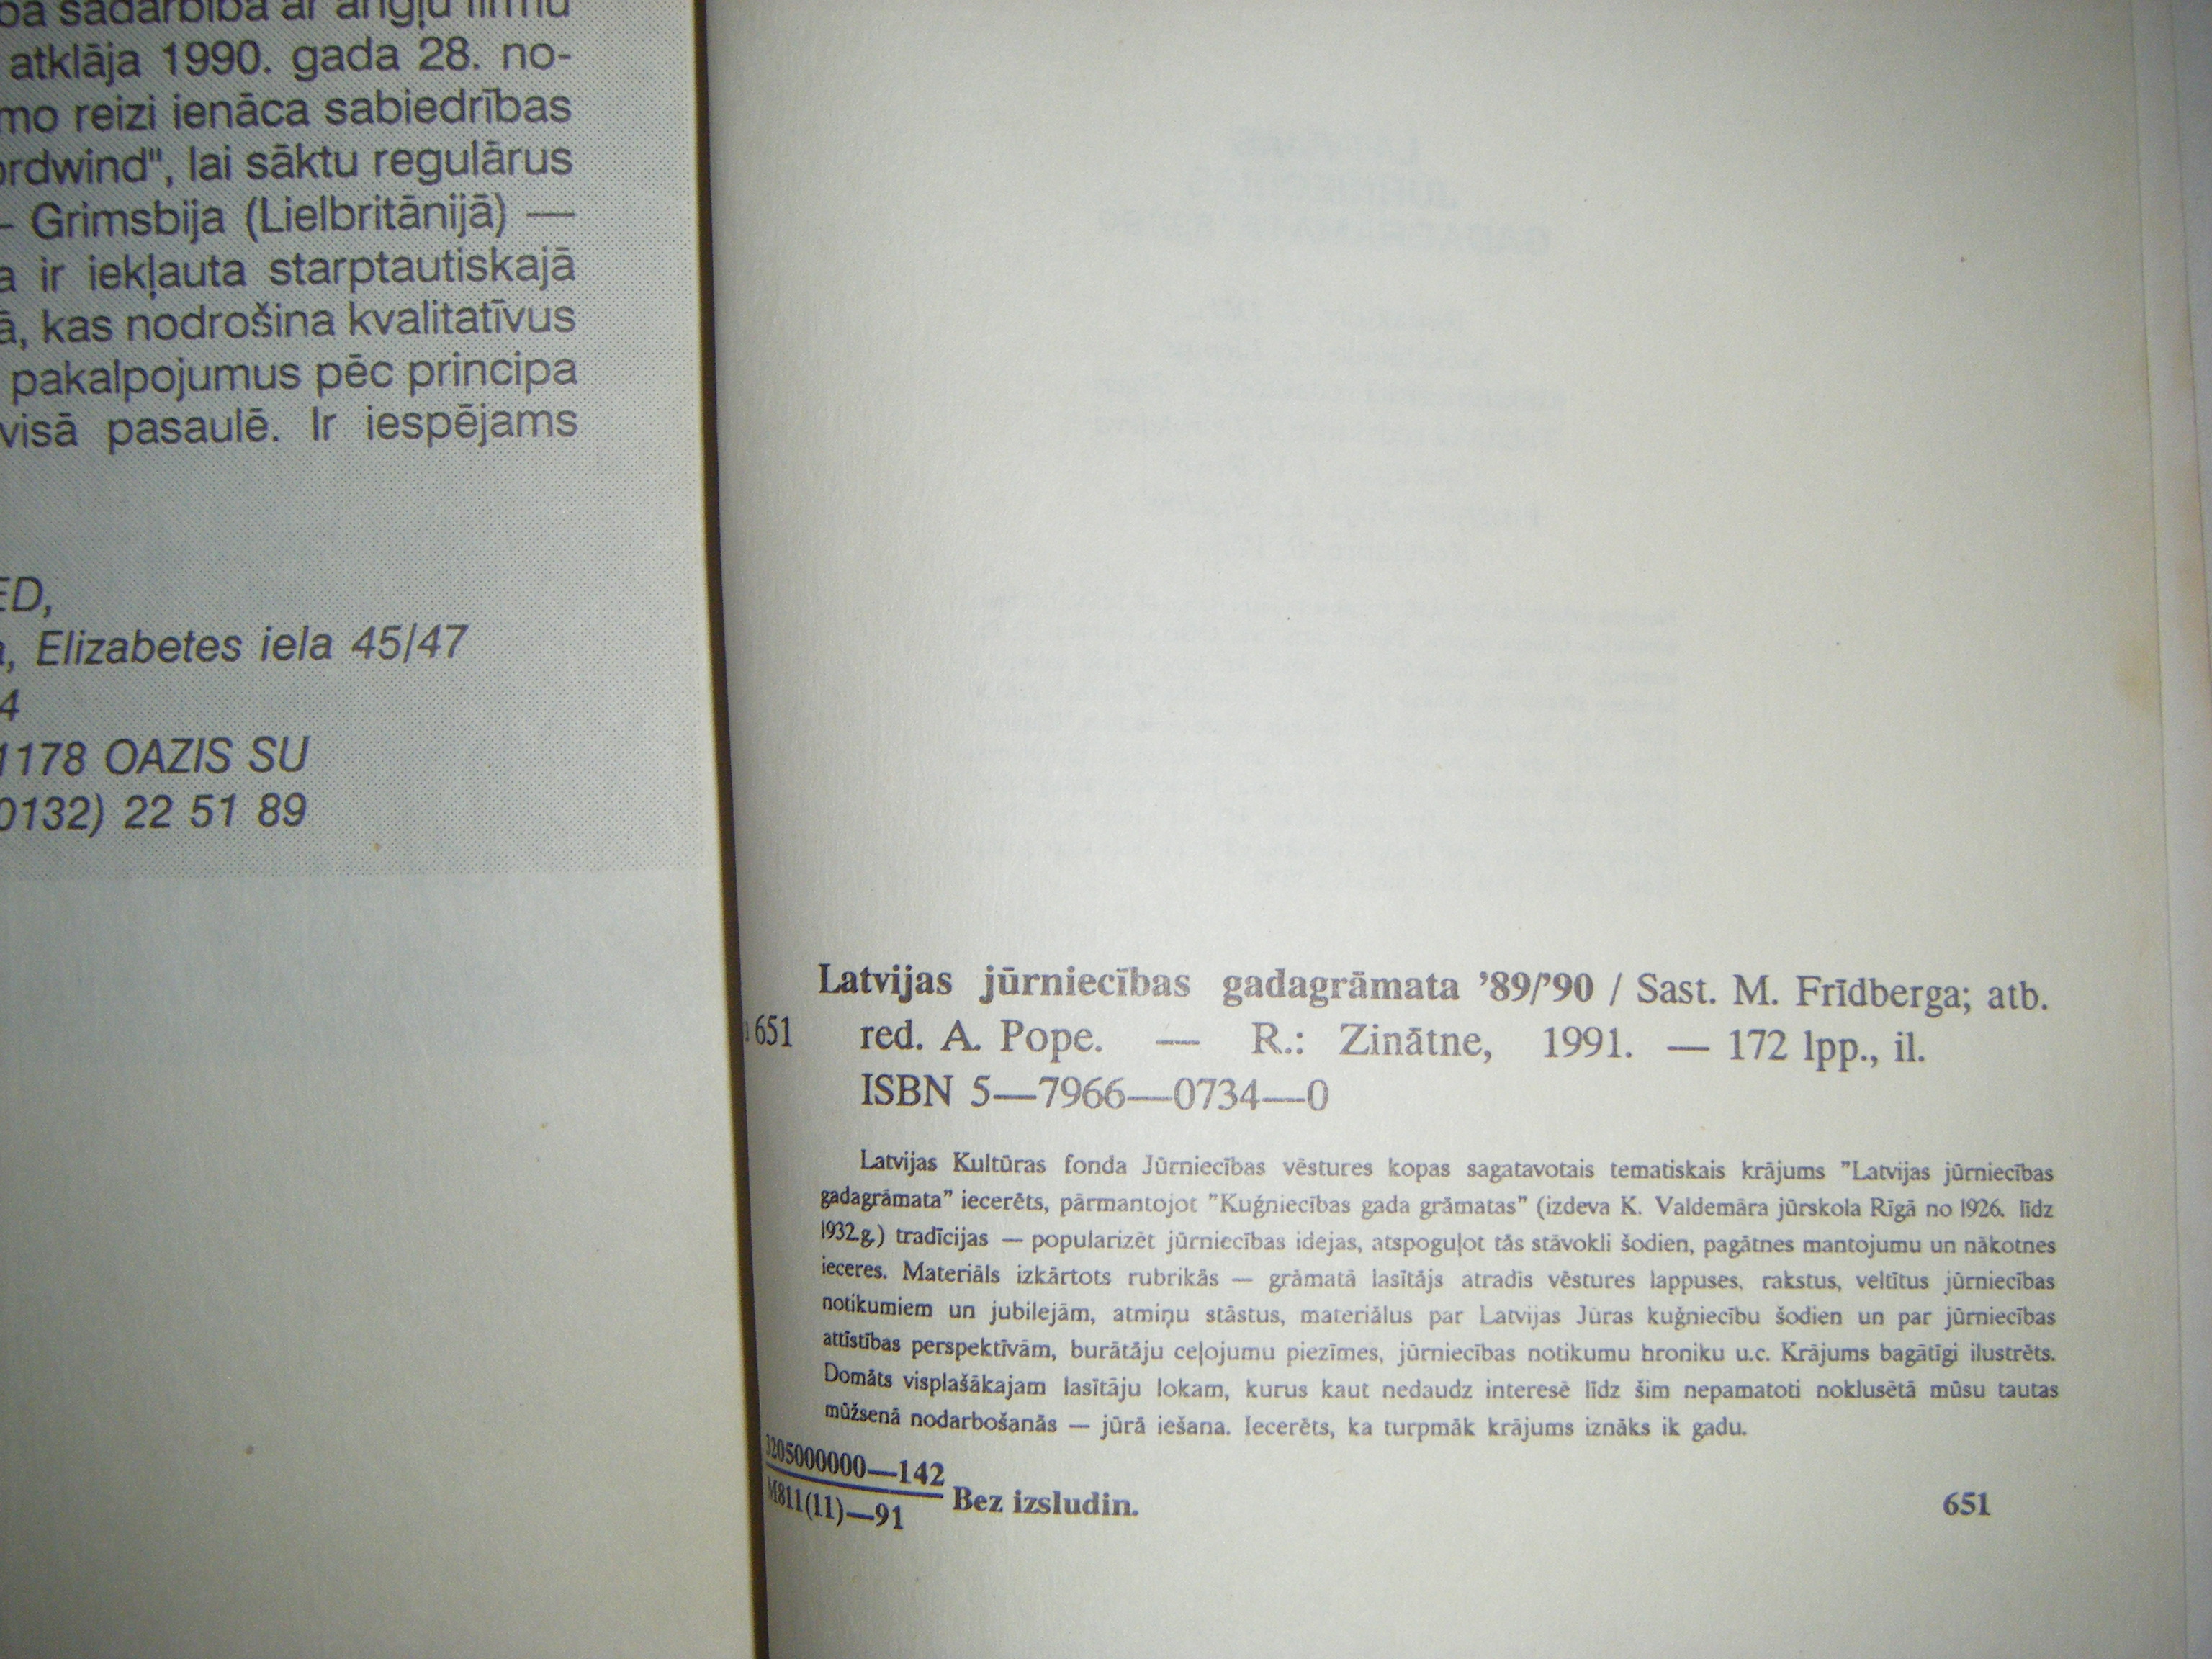 sadarbībā ar angļu firmu
atklāja 1990. gada 28. no-
mo reizi ienāca sabiedrības
ordwind", lai sāktu regulārus
– Grimsbija (Lielbritānijā) —
a ir iekļauta starptautiskajā
ā, kas nodrošina kvalitatīvus
pakalpojumus pēc principa
visā pasaulē. Ir iespējams
ED,
a, Elizabetes iela 45/47
4
1178 OAZIS SU
0132) 22 51 89
Latvijas jūrniecības gadagrāmata ’89/’90 / Sast. M. Frīdberga; atb.
651 red. A. Pope. — R.: Zinātne, 1991. — 172 lpp., il.
ISBN 5—7966—0734—0
Latvijas Kultūras fonda Jūrniecības vēstures kopas sagatavotais tematiskais krājums ”Latvijas jūrniecības
gadagrāmata” iecerēts, pārmantojot ”Kuģniecības gada grāmatas” (izdeva K. Valdemāra jūrskola Rīgā no 1926. līdz
1932.g.) tradīcijas — popularizēt jūrniecības idejas, atspoguļot tās stāvokli šodien, pagātnes mantojumu un nākotnes
ieceres. Materiāls izkārtots rubrikās — grāmatā lasītājs atradīs vēstures lappuses, rakstus, veltītus jūrniecības
notikumiem un jubilejām, atmiņu stāstus, materiālus par Latvijas Jūras kuģniecību šodien un par jūrniecības
attīstības perspektīvām, burātāju ceļojumu piezīmes, jūrniecības notikumu hroniku u.c. Krājums bagātīgi ilustrēts.
Domāts visplašākajam lasītāju lokam, kurus kaut nedaudz interesē līdz šim nepamatoti noklusētā mūsu tautas
mūžsenā nodarbošanās — jūrā iešana. Iecerēts, ka turpmāk krājums iznāks ik gadu.
3205000000—142
M811(11)—91 Bez izsludin. 651